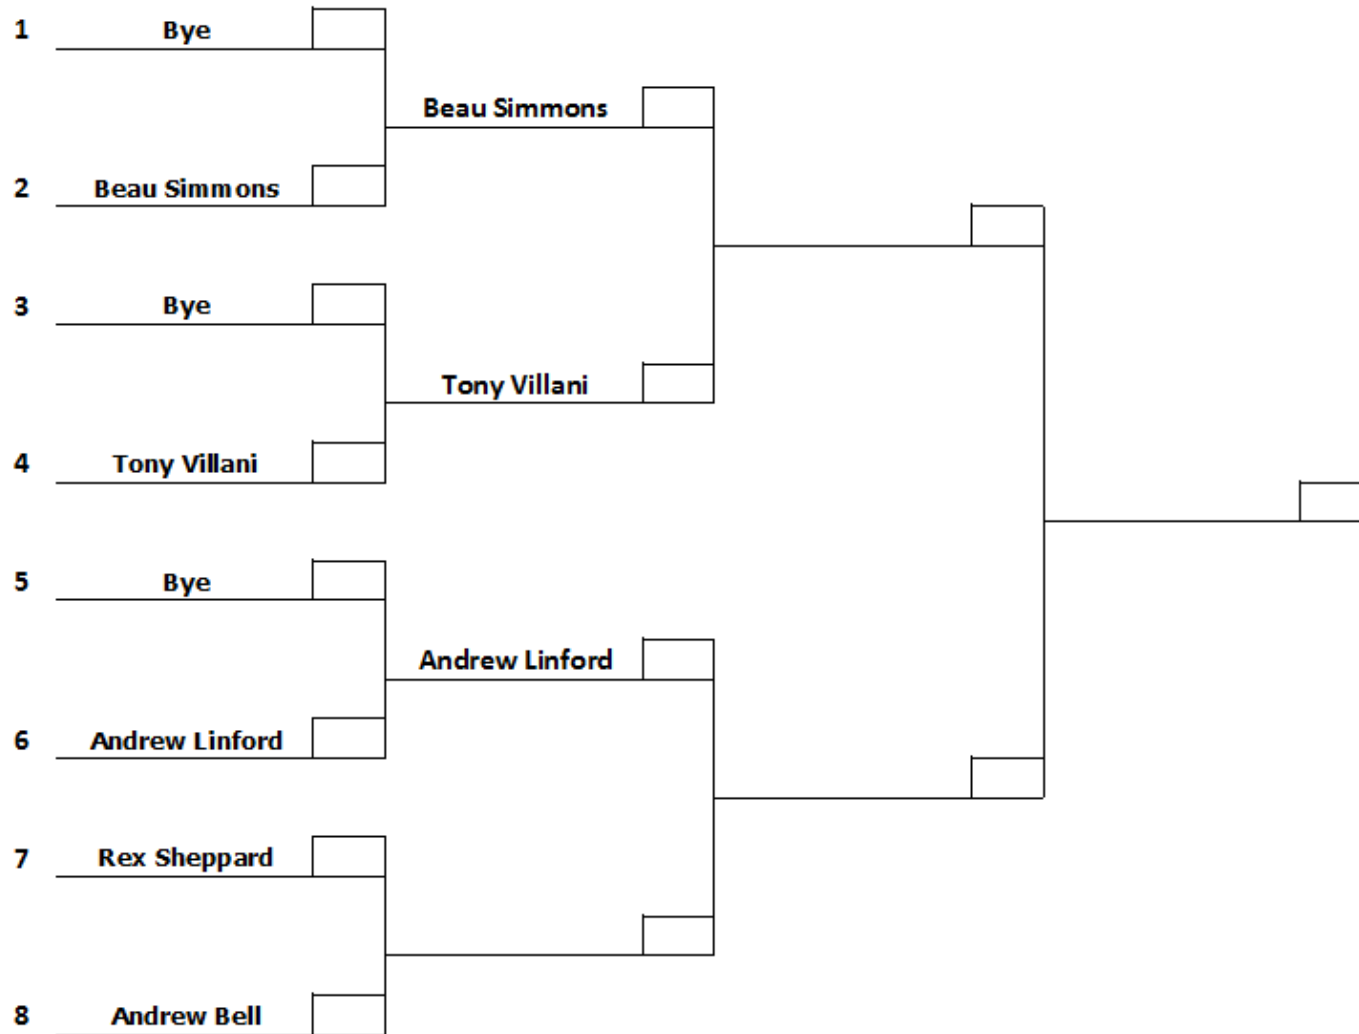 1 Bye
Beau Simmons
2 Beau Simmons
3 Bye
Tony Villani
4 Tony Villani
5 Bye
Andrew Linford
6 Andrew Linford
7 Rex Sheppard
8 Andrew Bell